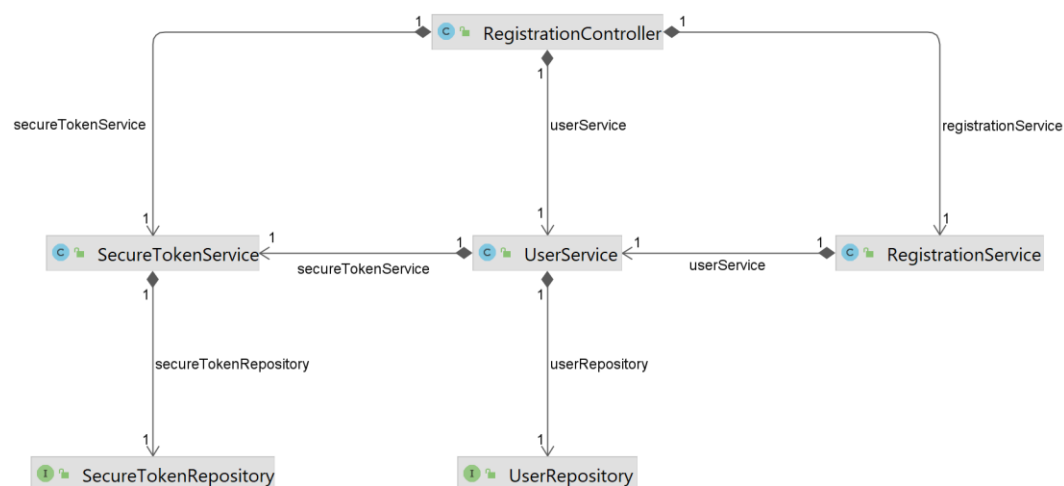 1
C RegistrationController
1
1
1
secureTokenService
userService
registrationService
1
1
1
C SecureTokenService
1
secureTokenService
1
C UserService
1
userService
1
C RegistrationService
1
1
secureTokenRepository
userRepository
1
1
I SecureTokenRepository
I UserRepository